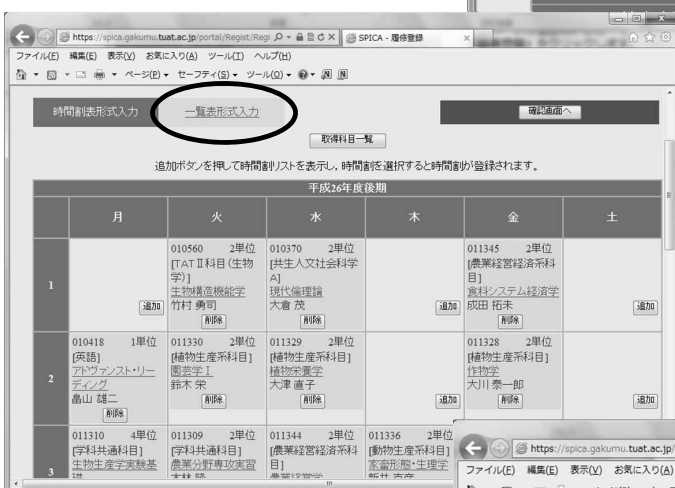 https://spica.gakumu.tuat.ac.jp/portal/Regist/Regi
SPICA - 履修登録
ファイル(F) 編集(E) 表示(V) お気に入り(A) ツール(T) ヘルプ(H)
ページ(P) セーフティ(S) ツール(O)
時間割表形式入力 一覧表形式入力 確認画面へ
取得科目一覧
追加ボタンを押して時間割リストを表示し、時間割を選択すると時間割が登録されます。
平成26年度後期
月 火 水 木 金 土
010560 2単位 010370 2単位 011345 2単位
[TATⅡ科目(生物 [共生人文社会科学 [農業経営経済系科
学)] A] 目]
1 生物構造機能学 現代倫理論 食料システム経済学
追加 竹村 勇司 大倉 茂 追加 成田 拓未 追加
削除 削除 削除
010418 1単位 011330 2単位 011329 2単位 011328 2単位
[英語] [植物生産系科目] [植物生産系科目] [植物生産系科目]
アドヴァンスト・リー 園芸学Ⅰ 植物栄養学 作物学
2 ディング 鈴木 栄 大津 直子 大川 泰一郎
畠山 雄二 削除 削除 追加 削除 追加
削除
011310 4単位 011309 2単位 011344 2単位 011336 2単位
[学科共通科目] [学科共通科目] [農業経営経済系科 [動物生産系科目]
生物生産学実験基 農業分野専攻実習 目] 家畜形態・生理学
3
https://spica.gakumu.tuat.ac.jp/
ファイル(F) 編集(E) 表示(V) お気に入り(A)